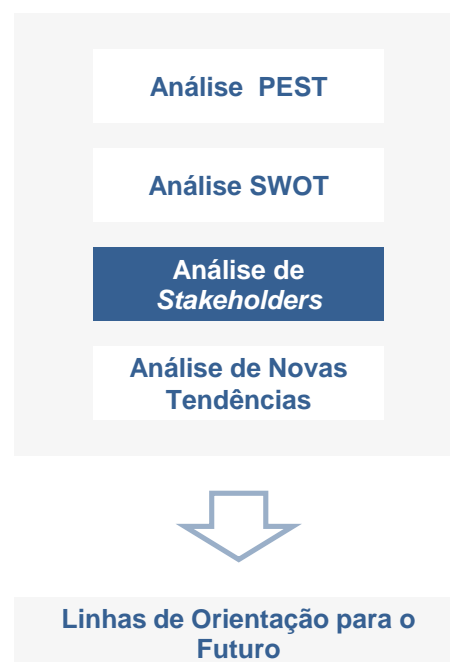 Análise PEST
Análise SWOT
Análise de
Stakeholders
Análise de Novas
Tendências
Linhas de Orientação para o
Futuro